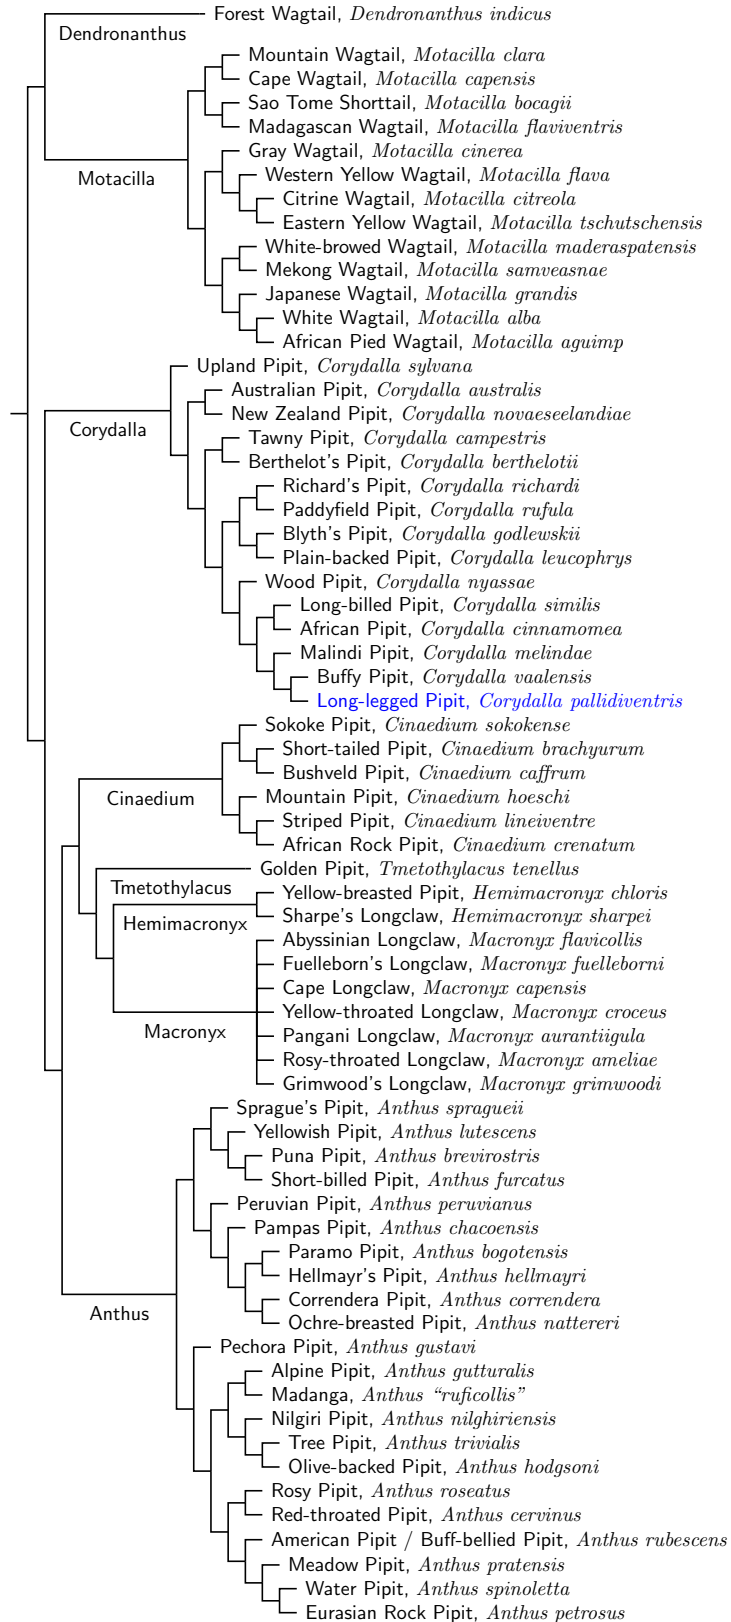 Forest Wagtail, Dendronanthus indicus
Dendronanthus
Mountain Wagtail, Motacilla clara
Cape Wagtail, Motacilla capensis
Sao Tome Shorttail, Motacilla bocagii
Madagascan Wagtail, Motacilla flaviventris
Gray Wagtail, Motacilla cinerea
Motacilla
Western Yellow Wagtail, Motacilla flava
Citrine Wagtail, Motacilla citreola
Eastern Yellow Wagtail, Motacilla tschutschensis
White-browed Wagtail, Motacilla maderaspatensis
Mekong Wagtail, Motacilla samveasnae
Japanese Wagtail, Motacilla grandis
White Wagtail, Motacilla alba
African Pied Wagtail, Motacilla aguimp
Upland Pipit, Corydalla sylvana
Australian Pipit, Corydalla australis
New Zealand Pipit, Corydalla novaeseelandiae
Corydalla
Tawny Pipit, Corydalla campestris
Berthelot's Pipit, Corydalla berthelotii
Richard's Pipit, Corydalla richardi
Paddyfield Pipit, Corydalla rufula
Blyth's Pipit, Corydalla godlewskii
Plain-backed Pipit, Corydalla leucophrys
Wood Pipit, Corydalla nyassae
Long-billed Pipit, Corydalla similis
African Pipit, Corydalla cinnamomea
Malindi Pipit, Corydalla melindae
Buffy Pipit, Corydalla vaalensis
Long-legged Pipit, Corydalla pallidiventris
Sokoke Pipit, Cinaedium sokokense
Short-tailed Pipit, Cinaedium brachyurum
Bushveld Pipit, Cinaedium caffrum
Cinaedium
Mountain Pipit, Cinaedium hoeschi
Striped Pipit, Cinaedium lineiventre
African Rock Pipit, Cinaedium crenatum
Golden Pipit, Tmetothylacus tenellus
Tmetothylacus
Yellow-breasted Pipit, Hemimacronyx chloris
Sharpe's Longclaw, Hemimacronyx sharpei
Hemimacronyx
Abyssinian Longclaw, Macronyx flavicollis
Fuelleborn's Longclaw, Macronyx fuelleborni
Cape Longclaw, Macronyx capensis
Yellow-throated Longclaw, Macronyx croceus
Macronyx
Pangani Longclaw, Macronyx aurantiigula
Rosy-throated Longclaw, Macronyx ameliae
Grimwood's Longclaw, Macronyx grimwoodi
Sprague's Pipit, Anthus spragueii
Yellowish Pipit, Anthus lutescens
Puna Pipit, Anthus brevirostris
Short-billed Pipit, Anthus furcatus
Peruvian Pipit, Anthus peruvianus
Pampas Pipit, Anthus chacoensis
Paramo Pipit, Anthus bogotensis
Hellmayr's Pipit, Anthus hellmayri
Correndera Pipit, Anthus correndera
Anthus
Ochre-breasted Pipit, Anthus nattereri
Pechora Pipit, Anthus gustavi
Alpine Pipit, Anthus gutturalis
Madanga, Anthus “ruficollis”
Nilgiri Pipit, Anthus nilghiriensis
Tree Pipit, Anthus trivialis
Olive-backed Pipit, Anthus hodgsoni
Rosy Pipit, Anthus roseatus
Red-throated Pipit, Anthus cervinus
American Pipit / Buff-bellied Pipit, Anthus rubescens
Meadow Pipit, Anthus pratensis
Water Pipit, Anthus spinoletta
Eurasian Rock Pipit, Anthus petrosus